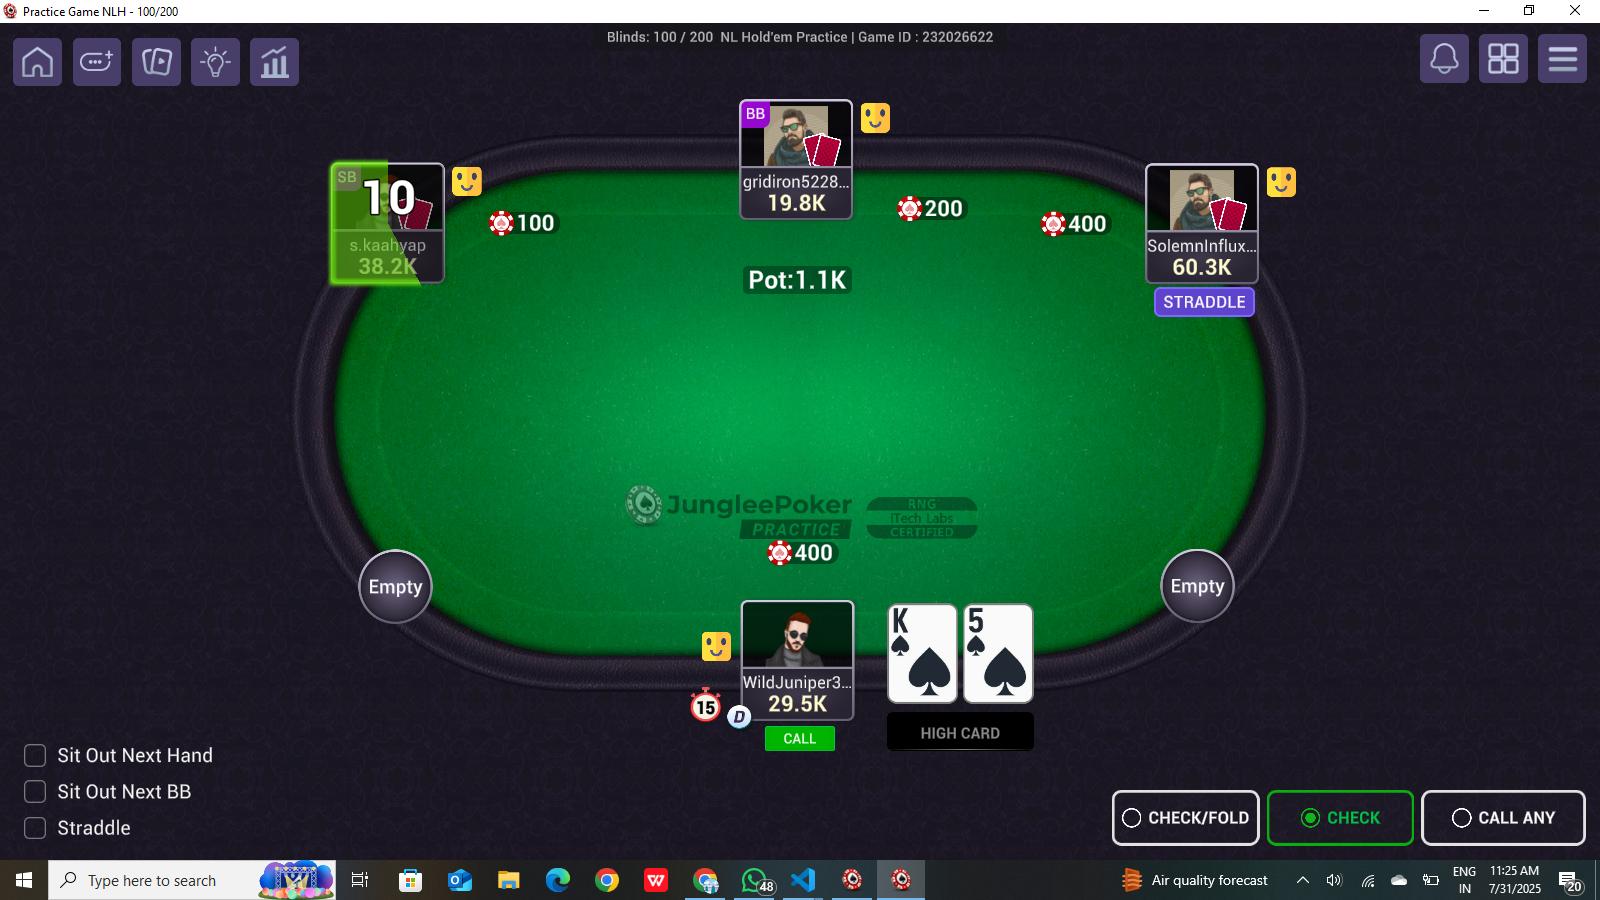 Practice Game NLH - 100/200
Blinds: 100 / 200 NL Hold'em Practice | Game ID : 232026622
BB
gridiron5228...
19.8K
SB
10
s.kaahyap
38.2K
100
200
400
SolemnInflux...
60.3K
STRADDLE
Pot:1.1K
JungleePoker
PRACTICE
RNG
iTech Labs
CERTIFIED
400
Empty
Empty
WildJuniper3...
29.5K
15
D
CALL
K
5
HIGH CARD
Sit Out Next Hand
Sit Out Next BB
Straddle
CHECK/FOLD
CHECK
CALL ANY
Type here to search
48
Air quality forecast
ENG
IN
11:25 AM
7/31/2025
20